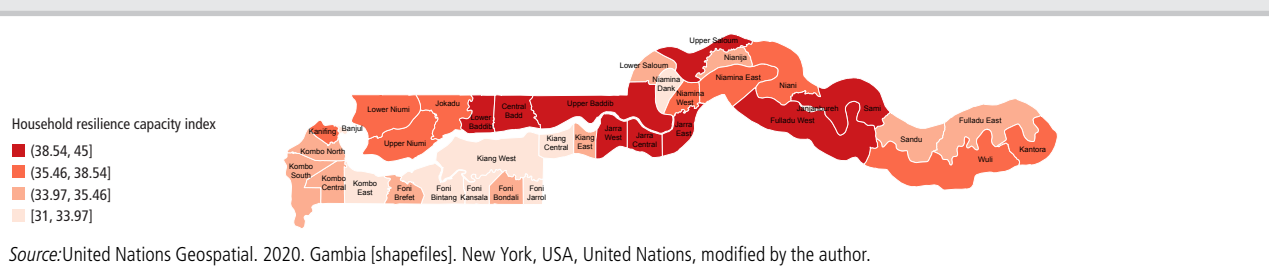 Upper Saloum
Nianija
Lower Saloum
Niamina
Dank
Niamina East
Niani
Niamina
West
Lower Niumi
Jokadu
Lower
Baddib
Central
Badd
Upper Baddib
Janjanbureh
Sami
Fulladu West
Fulladu East
Sandu
Kantora
Wuli
Kanifing
Banjul
Upper Niumi
Kombo North
Kombo
South
Kombo
Central
Kombo
East
Foni
Brefet
Foni
Bintang
Foni
Kansala
Foni
Bondali
Foni
Jarrol
Kiang West
Kiang
Central
Kiang
East
Jarra
West
Jarra
Central
Jarra
East
Household resilience capacity index
(38.54, 45]
(35.46, 38.54]
(33.97, 35.46]
[31, 33.97]
Source:United Nations Geospatial. 2020. Gambia [shapefiles]. New York, USA, United Nations, modified by the author.